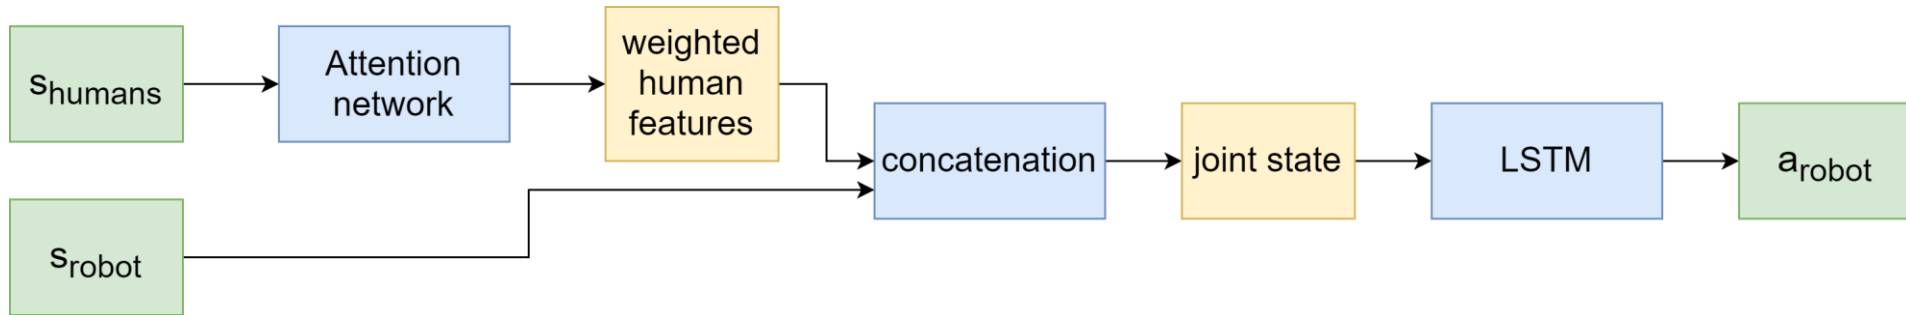 shumans
Attention
network
weighted
human
features
concatenation
joint state
LSTM
arobot
srobot